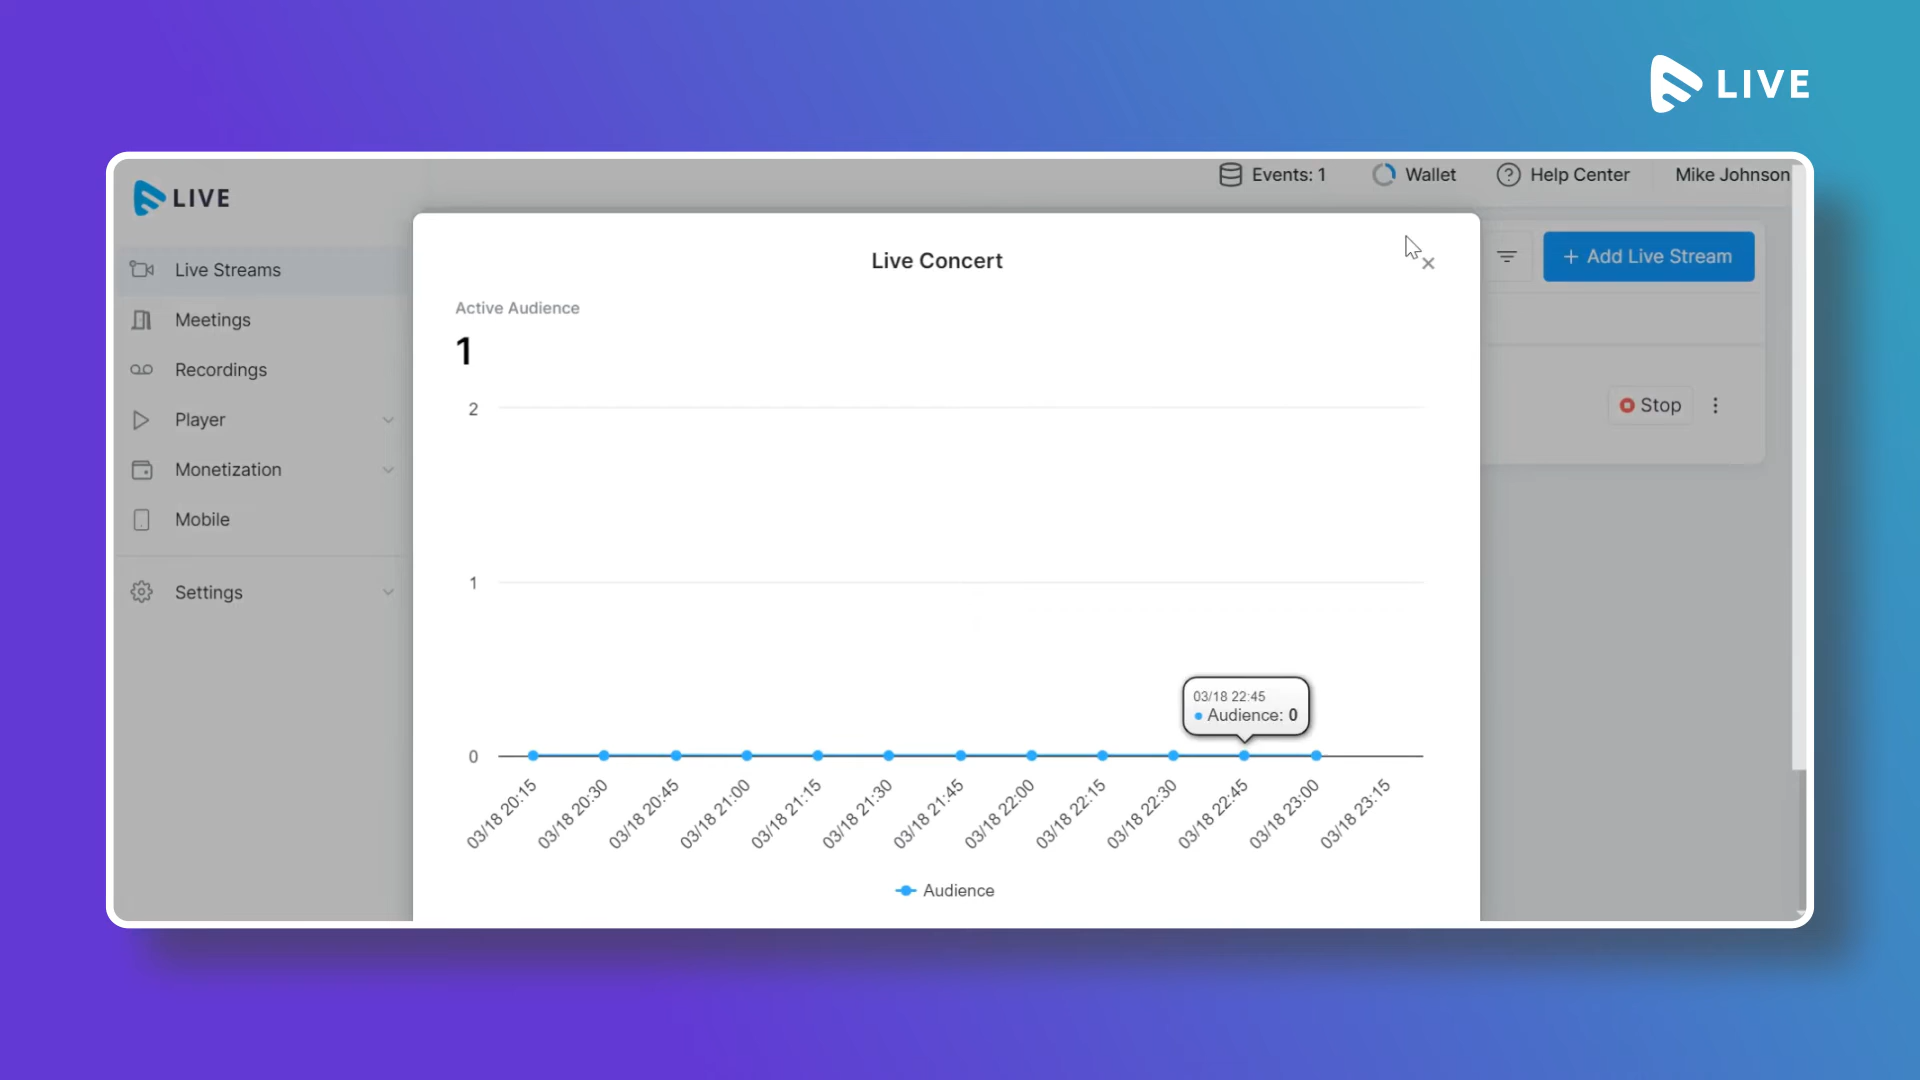 LIVE
LIVE
Events: 1
Wallet
Help Center
Mike Johnson
Live Streams
Meetings
Recordings
Player
Monetization
Mobile
Settings
+ Add Live Stream
Stop
Live Concert
Active Audience
1
2
1
0
03/18 22:45
Audience: 0
03/18 20:15
03/18 20:30
03/18 20:45
03/18 21:00
03/18 21:15
03/18 21:30
03/18 21:45
03/18 22:00
03/18 22:15
03/18 22:30
03/18 22:45
03/18 23:00
03/18 23:15
Audience